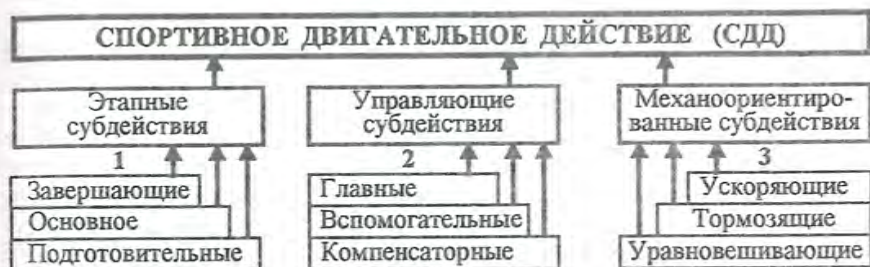 СПОРТИВНОЕ ДВИГАТЕЛЬНОЕ ДЕЙСТВИЕ (СДД)
Этапные
субдействия
1
Завершающие
Основное
Подготовительные
Управляющие
субдействия
2
Главные
Вспомогательные
Компенсаторные
Механоориентиро-
ванные субдействия
3
Ускоряющие
Тормозящие
Уравновешивающие